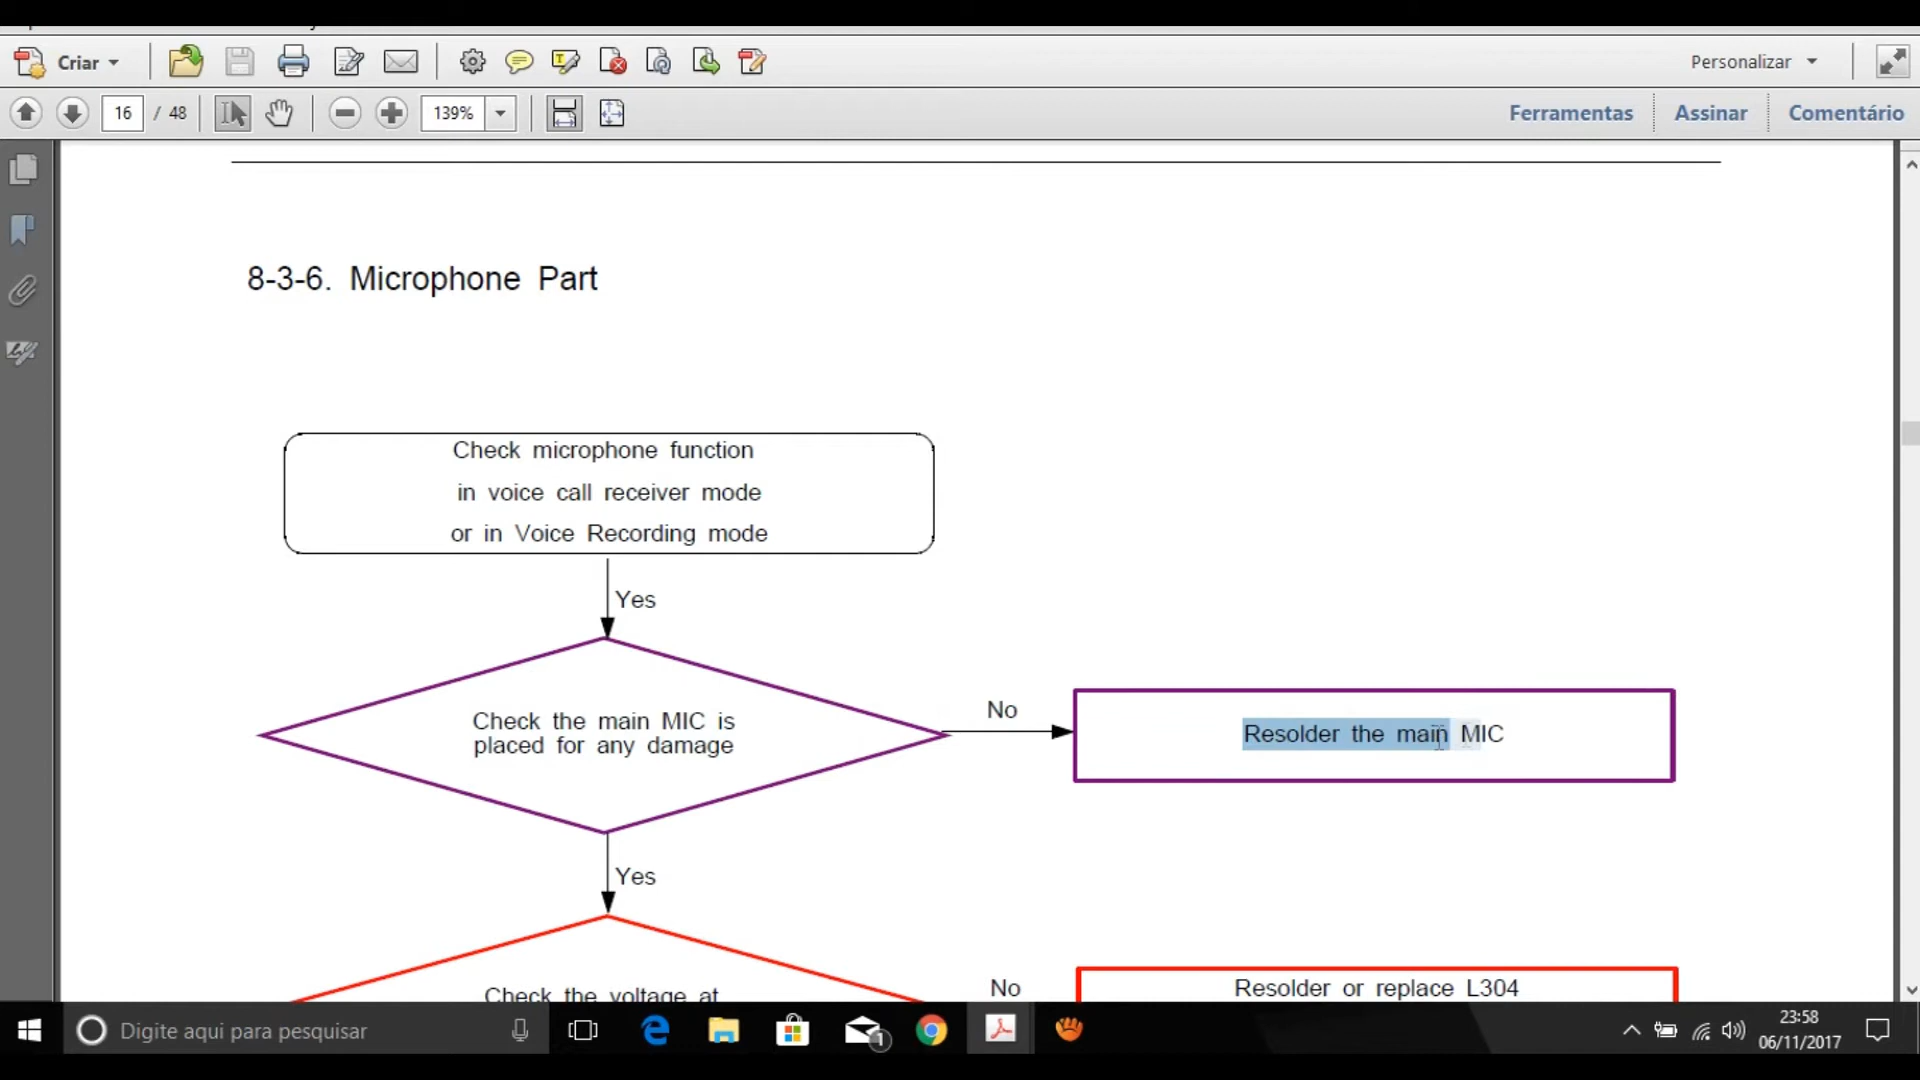 Criar
Personalizar
16 / 48
139%
Ferramentas
Assinar
Comentário
8-3-6. Microphone Part
Check microphone function
in voice call receiver mode
or in Voice Recording mode
Yes
Check the main MIC is
placed for any damage
No
Resolder the main MIC
Yes
Check the voltage at
No
Resolder or replace L304
Digite aqui para pesquisar
1
23:58
06/11/2017